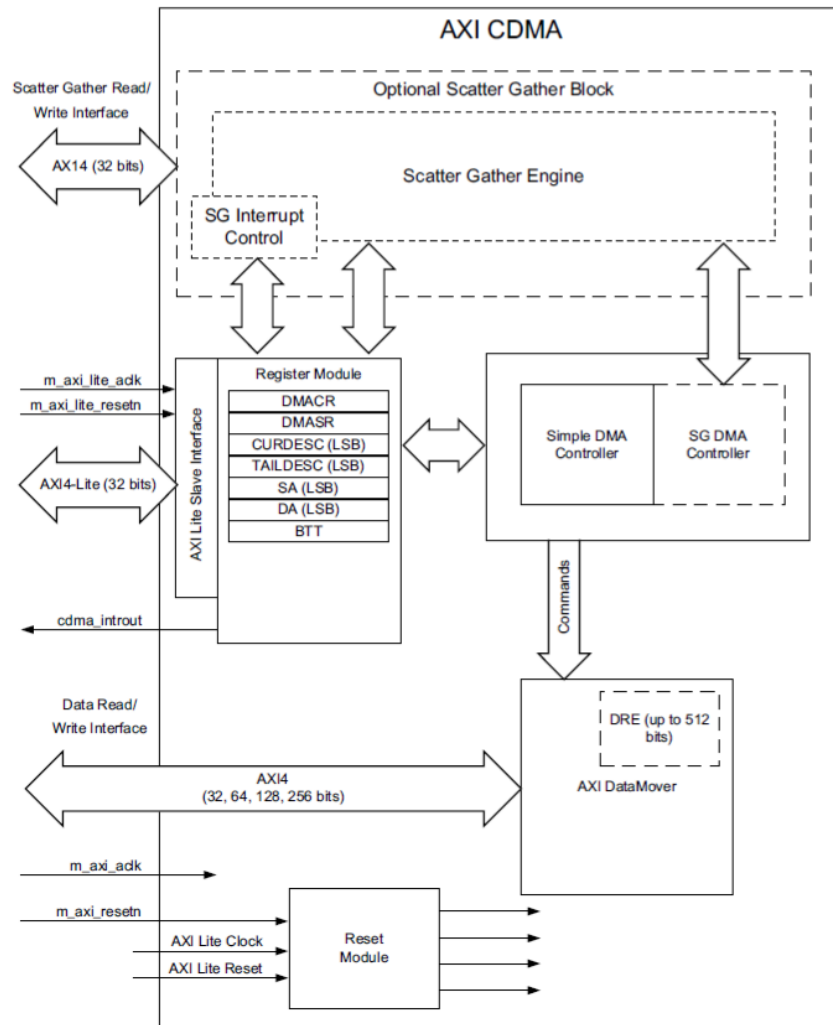 AXI CDMA
Optional Scatter Gather Block
Scatter Gather Read/
Write Interface
AX14 (32 bits)
Scatter Gather Engine
SG Interrupt
Control
m_axi_lite_aclk
m_axi_lite_resetn
AXI4-Lite (32 bits)
AXI Lite Slave Interface
Register Module
DMACR
DMASR
CURDESC (LSB)
TAILDESC (LSB)
SA (LSB)
DA (LSB)
BTT
Simple DMA
Controller
SG DMA
Controller
cdma_introut
Commands
Data Read/
Write Interface
AXI4
(32, 64, 128, 256 bits)
DRE (up to 512
bits)
AXI DataMover
m_axi_aclk
m_axi_resetn
AXI Lite Clock
AXI Lite Reset
Reset
Module